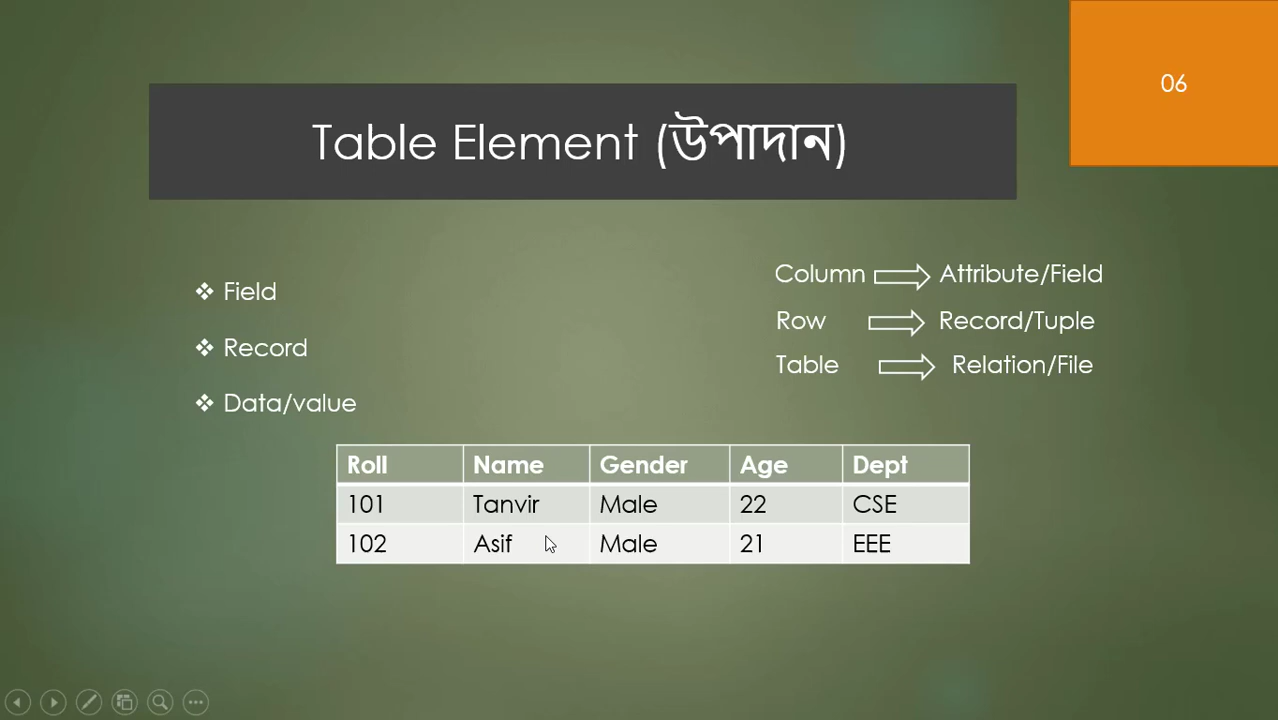 06
Table Element (উপাদান)
❖ Field
❖ Record
❖ Data/value
Column ⇨ Attribute/Field
Row ⇨ Record/Tuple
Table ⇨ Relation/File
Roll Name Gender Age Dept
101 Tanvir Male 22 CSE
102 Asif Male 21 EEE